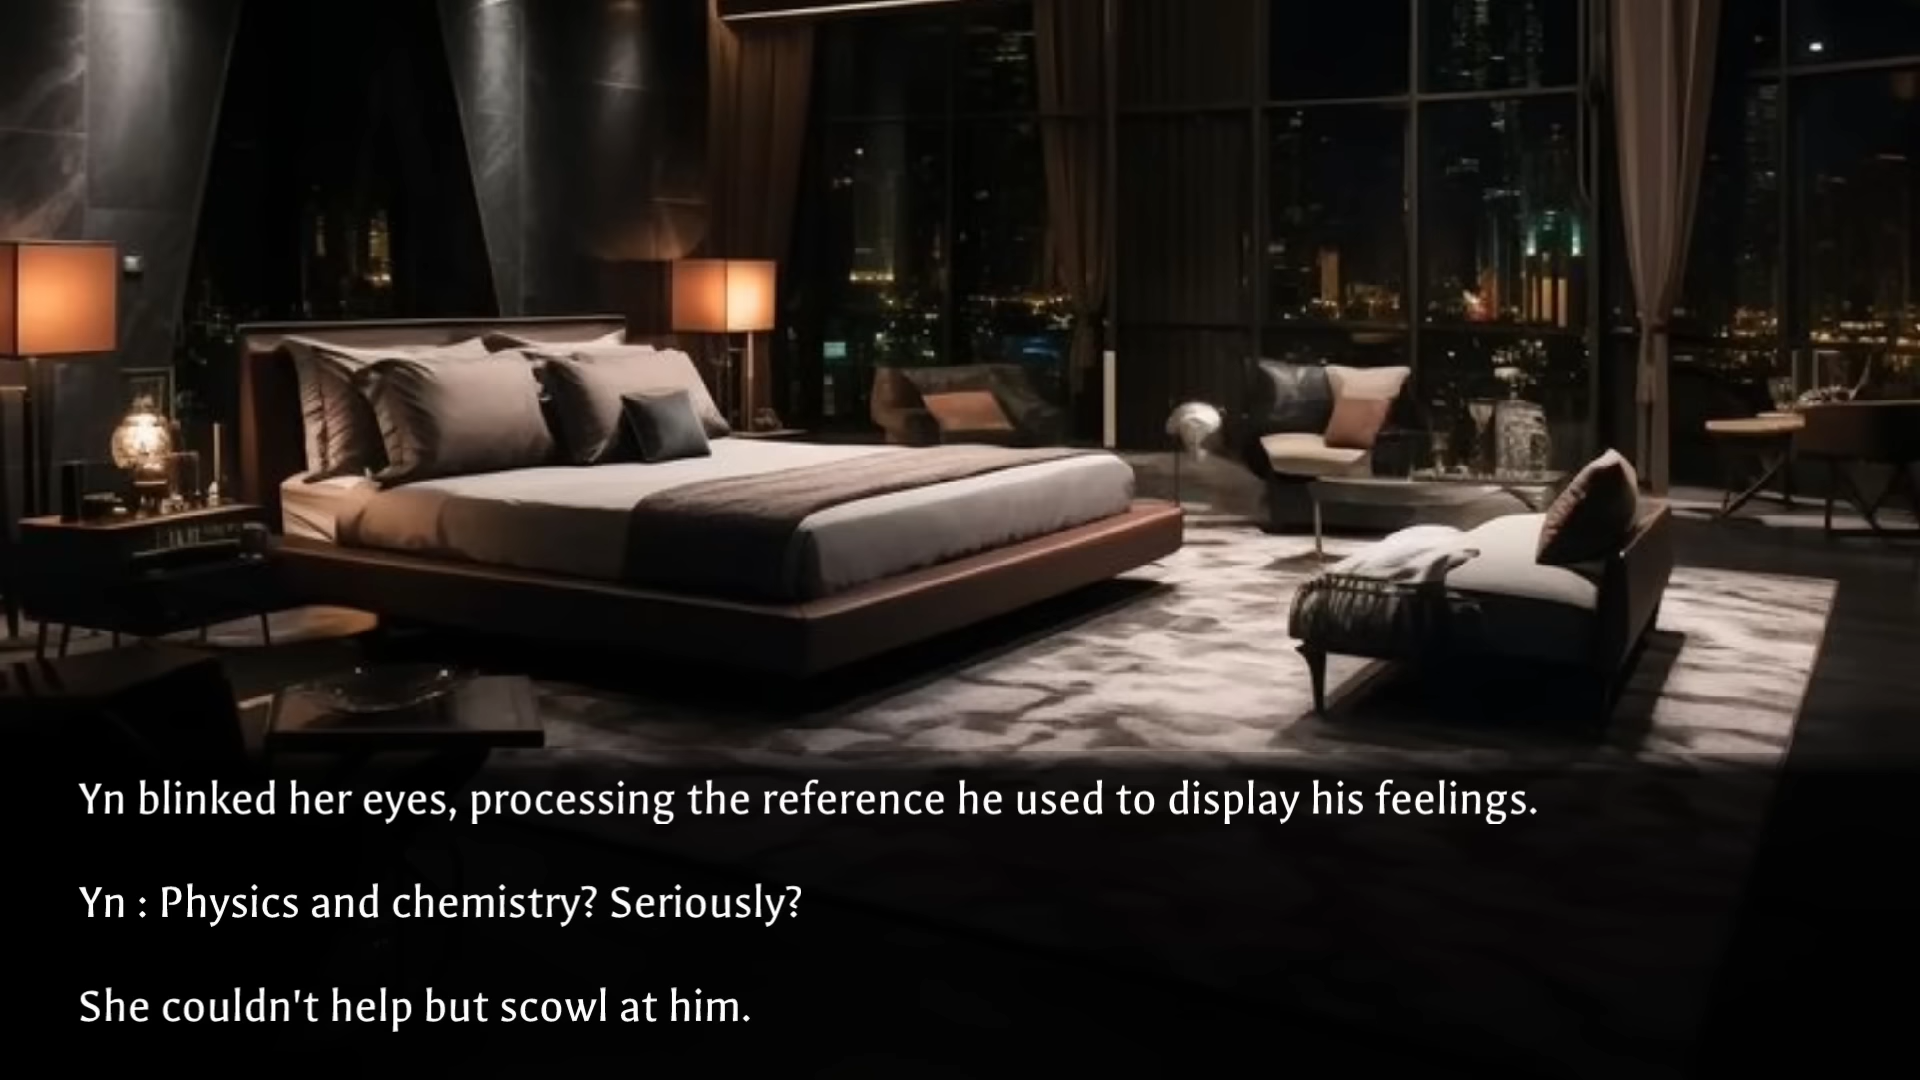 Yn blinked her eyes, processing the reference he used to display his feelings.
Yn : Physics and chemistry? Seriously?
She couldn't help but scowl at him.